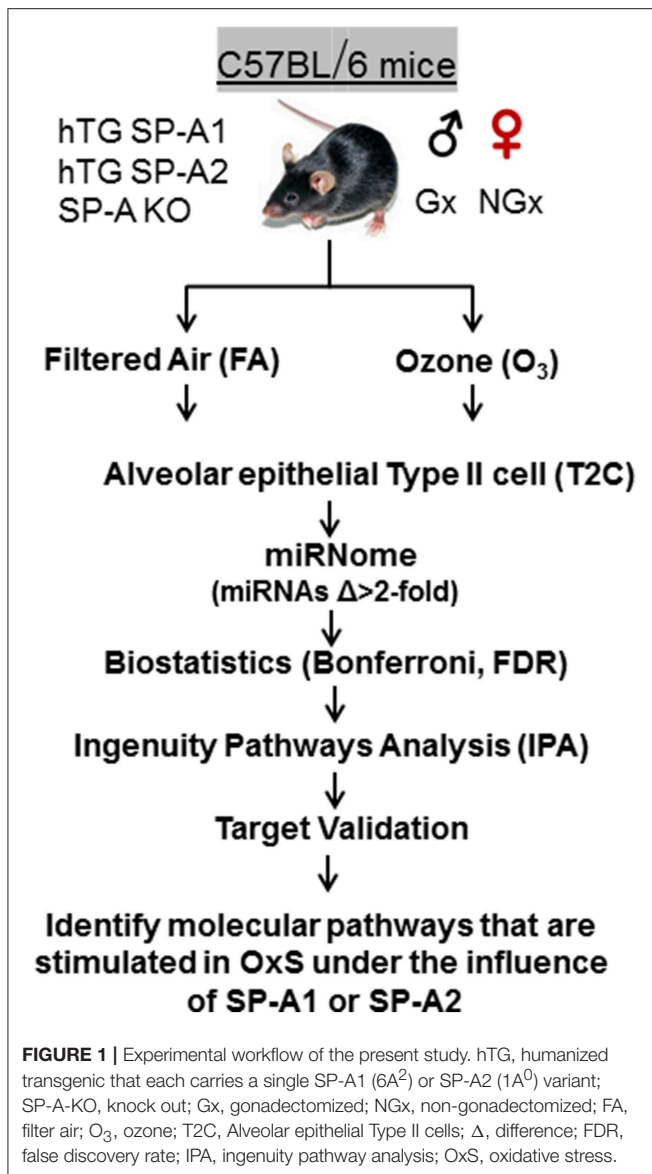 C57BL/6 mice
hTG SP-A1
hTG SP-A2
SP-A KO
♂ ♀
Gx NGx
Filtered Air (FA) Ozone (O₃)
Alveolar epithelial Type II cell (T2C)
miRNome
(miRNAs Δ>2-fold)
Biostatistics (Bonferroni, FDR)
Ingenuity Pathways Analysis (IPA)
Target Validation
Identify molecular pathways that are
stimulated in OxS under the influence
of SP-A1 or SP-A2
FIGURE 1 | Experimental workflow of the present study. hTG, humanized
transgenic that each carries a single SP-A1 (6A²) or SP-A2 (1A⁰) variant;
SP-A-KO, knock out; Gx, gonadectomized; NGx, non-gonadectomized; FA,
filter air; O₃, ozone; T2C, Alveolar epithelial Type II cells; Δ, difference; FDR,
false discovery rate; IPA, ingenuity pathway analysis; OxS, oxidative stress.